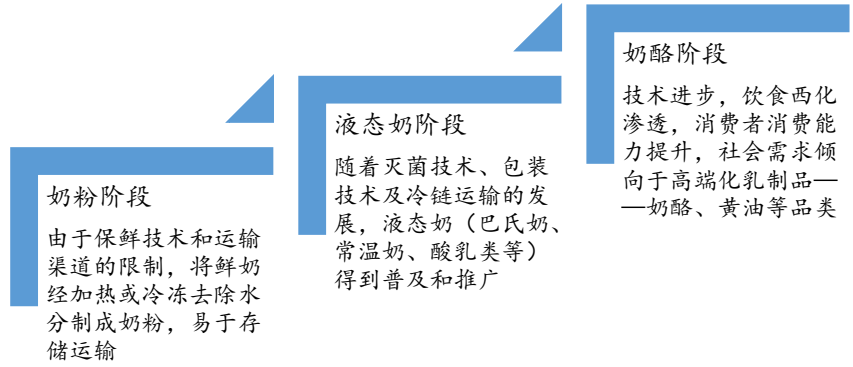 奶粉阶段
由于保鲜技术和运输
渠道的限制，将鲜奶
经加热或冷冻去除水
分制成奶粉，易于存
储运输
液态奶阶段
随着灭菌技术、包装
技术及冷链运输的发
展，液态奶（巴氏奶、
常温奶、酸乳类等）
得到普及和推广
奶酪阶段
技术进步，饮食西化
渗透，消费者消费能
力提升，社会需求倾
向于高端化乳制品—
—奶酪、黄油等品类